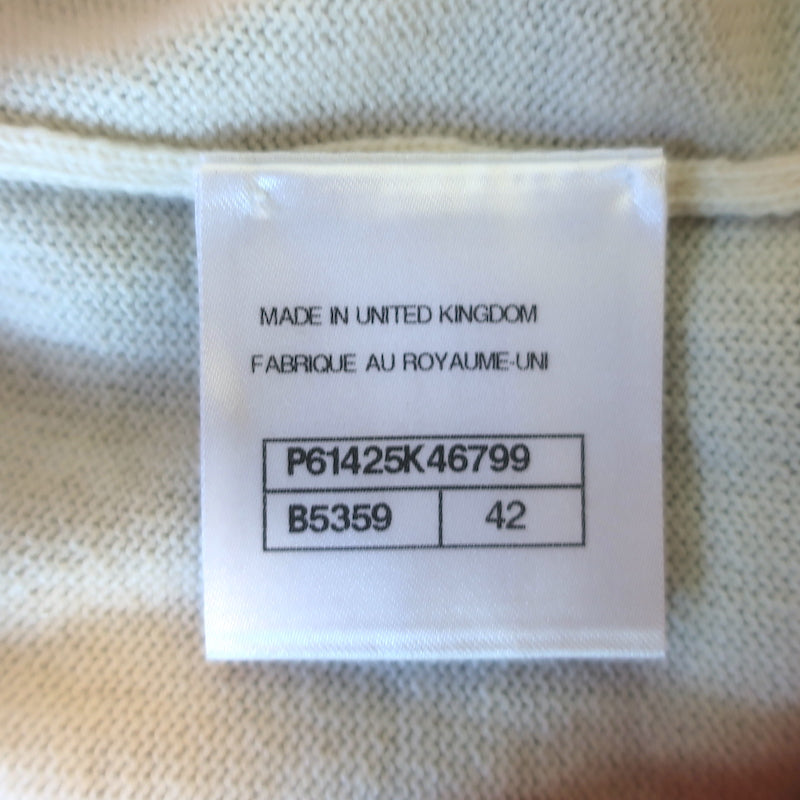 MADE IN UNITED KINGDOM
FABRIQUE AU ROYAUME-UNI
P61425K46799
B5359 42